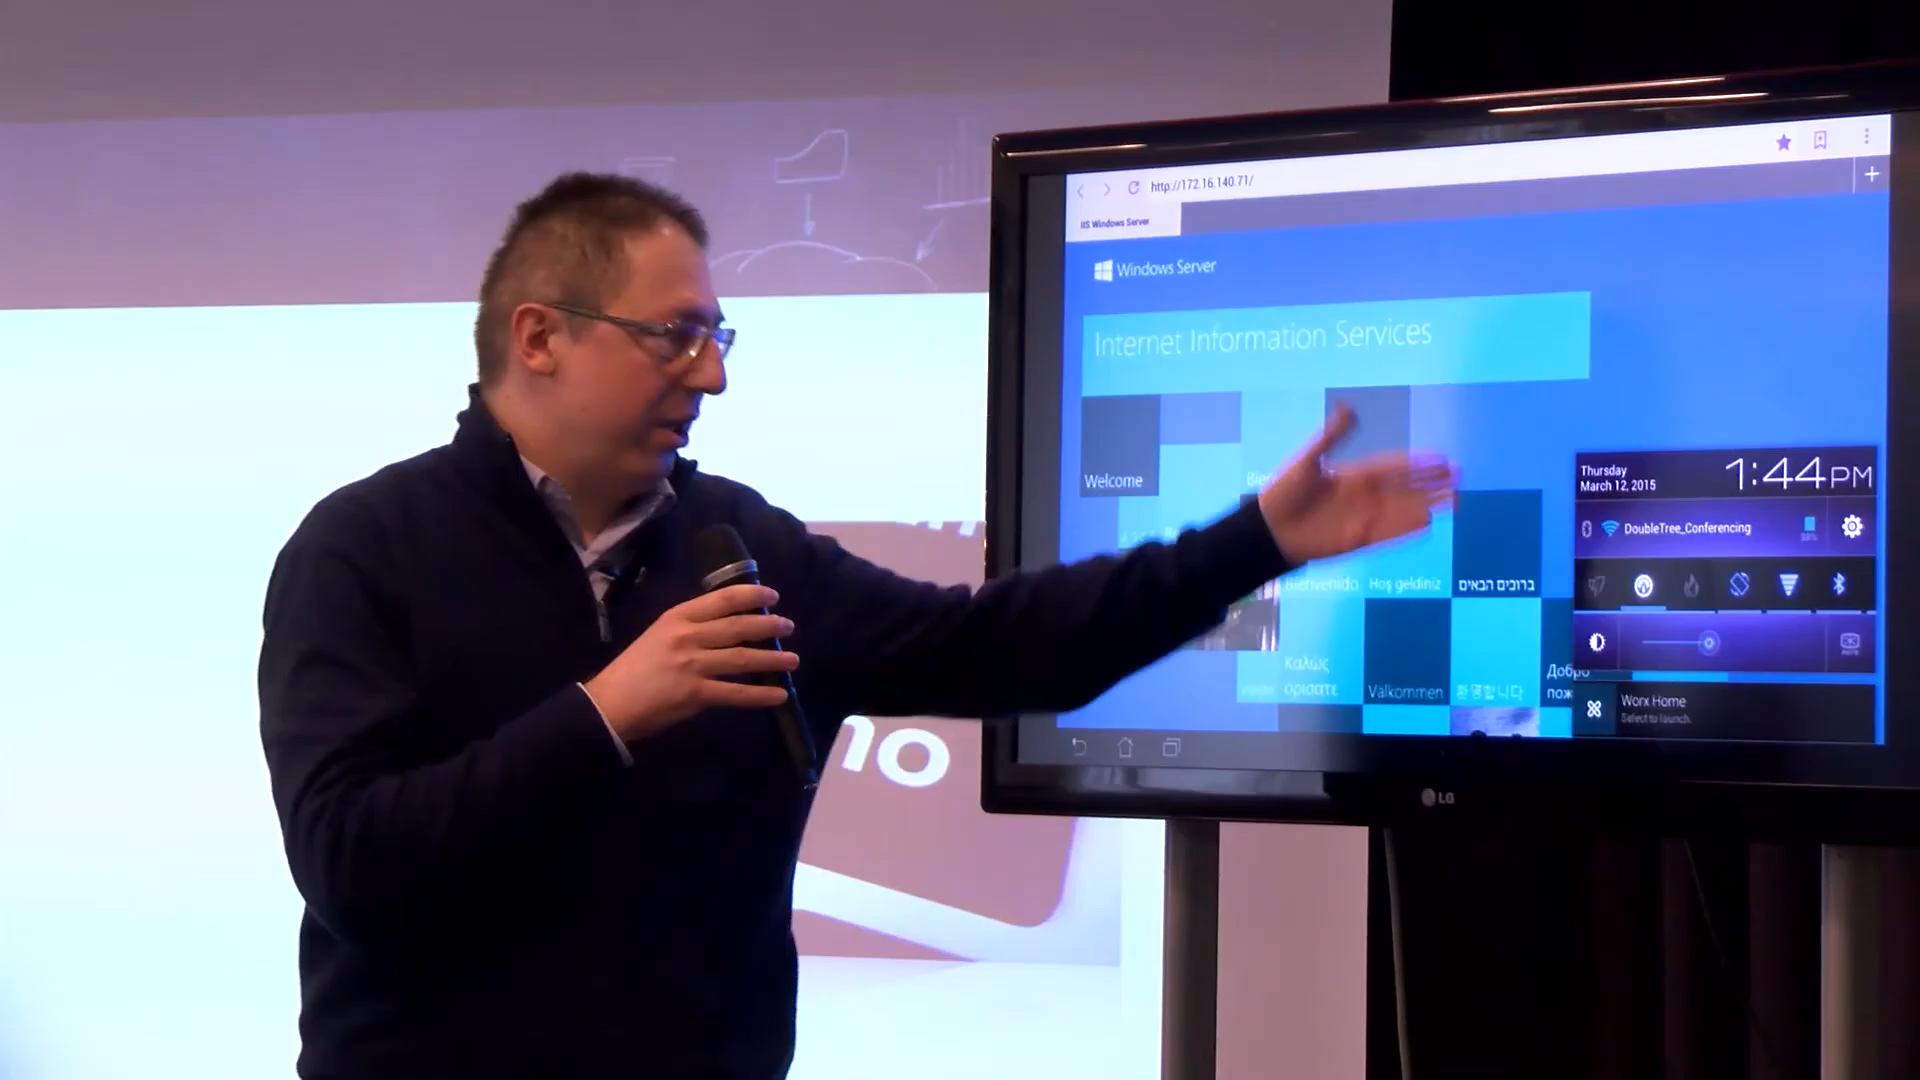 http://172.16.140.71/
IIS Windows Server
Windows Server
Internet Information Services
Welcome
Bienvenido
Hoş geldiniz
ברוכים הבאים
Καλώς
ορίσατε
Välkommen
환영합니다
Добро
пож
Thursday
March 12, 2015
1:44PM
DoubleTree_Conferencing
Worx Home
Select to launch.
LG
no